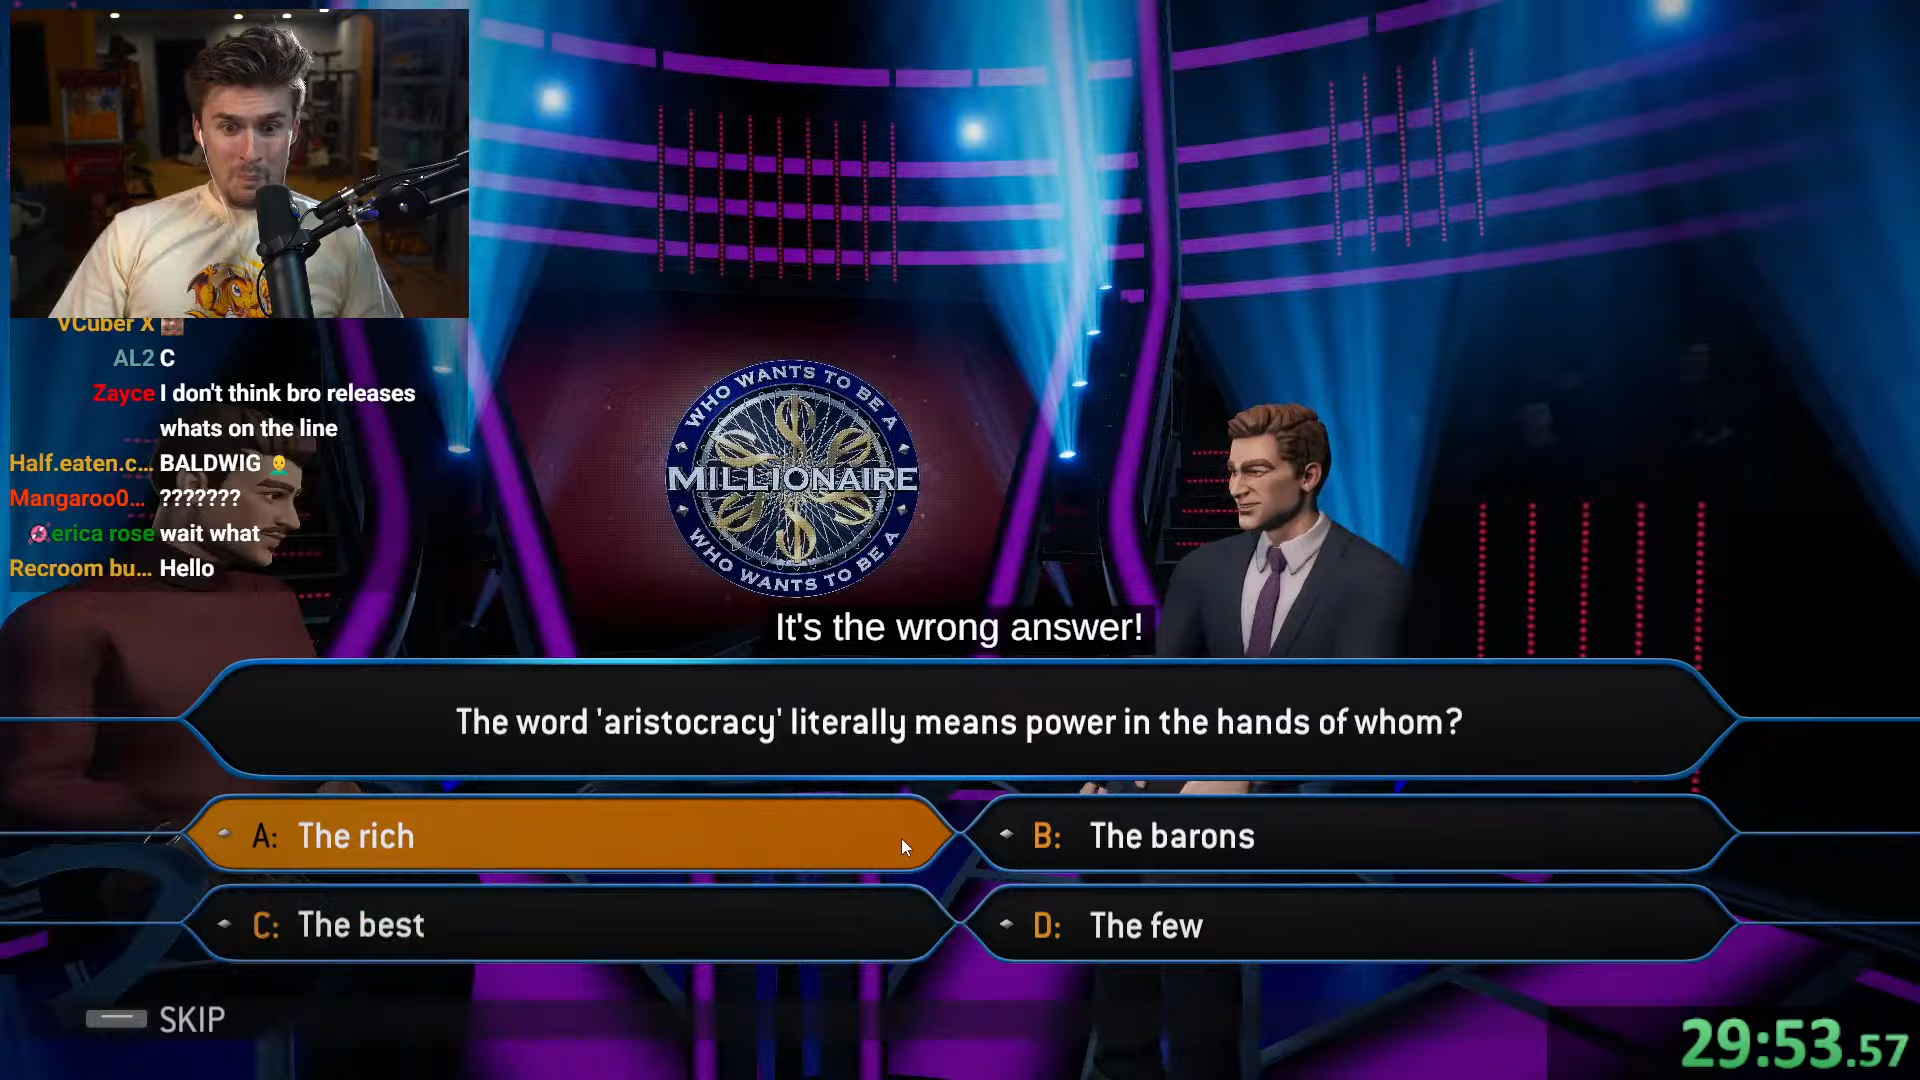 VCuber X
AL2 C
Zayce I don't think bro releases
whats on the line
Half.eaten.c... BALDWIG
Mangaroo0... ???????
erica rose wait what
Recroom bu... Hello
WHO WANTS TO BE A
MILLIONAIRE
WHO WANTS TO BE A
It's the wrong answer!
The word 'aristocracy' literally means power in the hands of whom?
A: The rich
B: The barons
C: The best
D: The few
SKIP
29:53.57